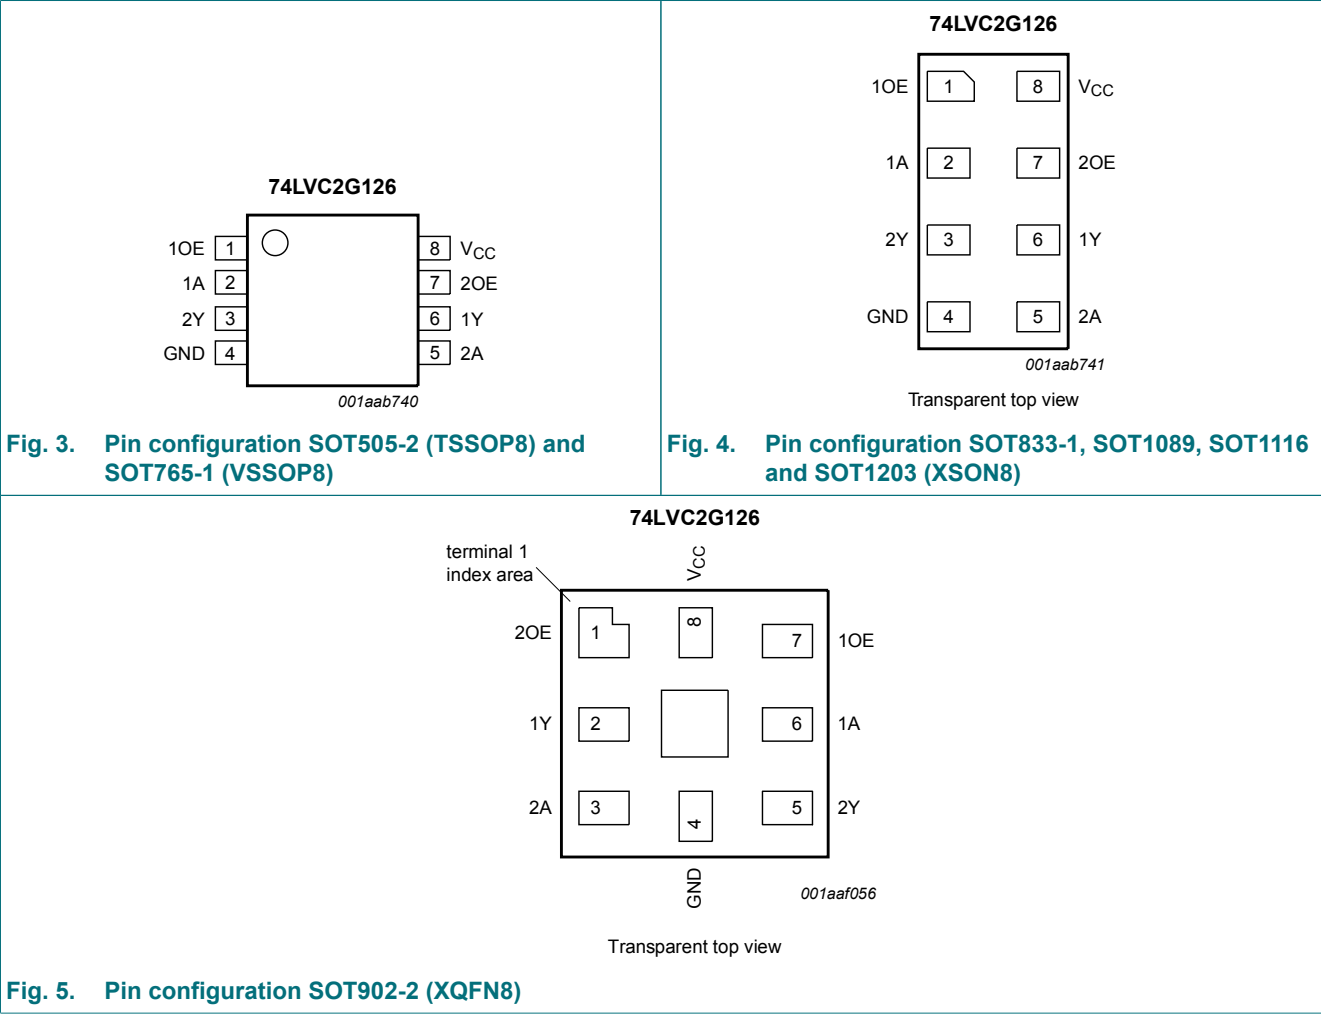 74LVC2G126
1OE 1
8 VCC
1A 2
7 2OE
2Y 3
6 1Y
GND 4
5 2A
001aab740
Fig. 3. Pin configuration SOT505-2 (TSSOP8) and
SOT765-1 (VSSOP8)
74LVC2G126
1OE 1
8 VCC
1A 2
7 2OE
2Y 3
6 1Y
GND 4
5 2A
001aab741
Transparent top view
Fig. 4. Pin configuration SOT833-1, SOT1089, SOT1116
and SOT1203 (XSON8)
74LVC2G126
terminal 1
index area
VCC
8
2OE 1
7 1OE
1Y 2
6 1A
2A 3
5 2Y
4
GND
001aaf056
Transparent top view
Fig. 5. Pin configuration SOT902-2 (XQFN8)